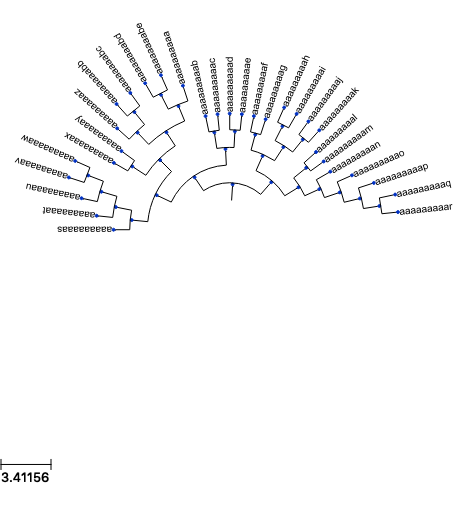 aaaaaaaaas
aaaaaaaaat
aaaaaaaaau
aaaaaaaaav
aaaaaaaaaw
aaaaaaaaax
aaaaaaaaay
aaaaaaaaaz
aaaaaaaabb
aaaaaaaabc
aaaaaaaabd
aaaaaaaabe
aaaaaaaaaa
aaaaaaaaab
aaaaaaaaac
aaaaaaaaad
aaaaaaaaae
aaaaaaaaaf
aaaaaaaaag
aaaaaaaaah
aaaaaaaaai
aaaaaaaaaj
aaaaaaaaak
aaaaaaaaal
aaaaaaaaam
aaaaaaaaan
aaaaaaaaao
aaaaaaaaap
aaaaaaaaaq
aaaaaaaaar
3.41156